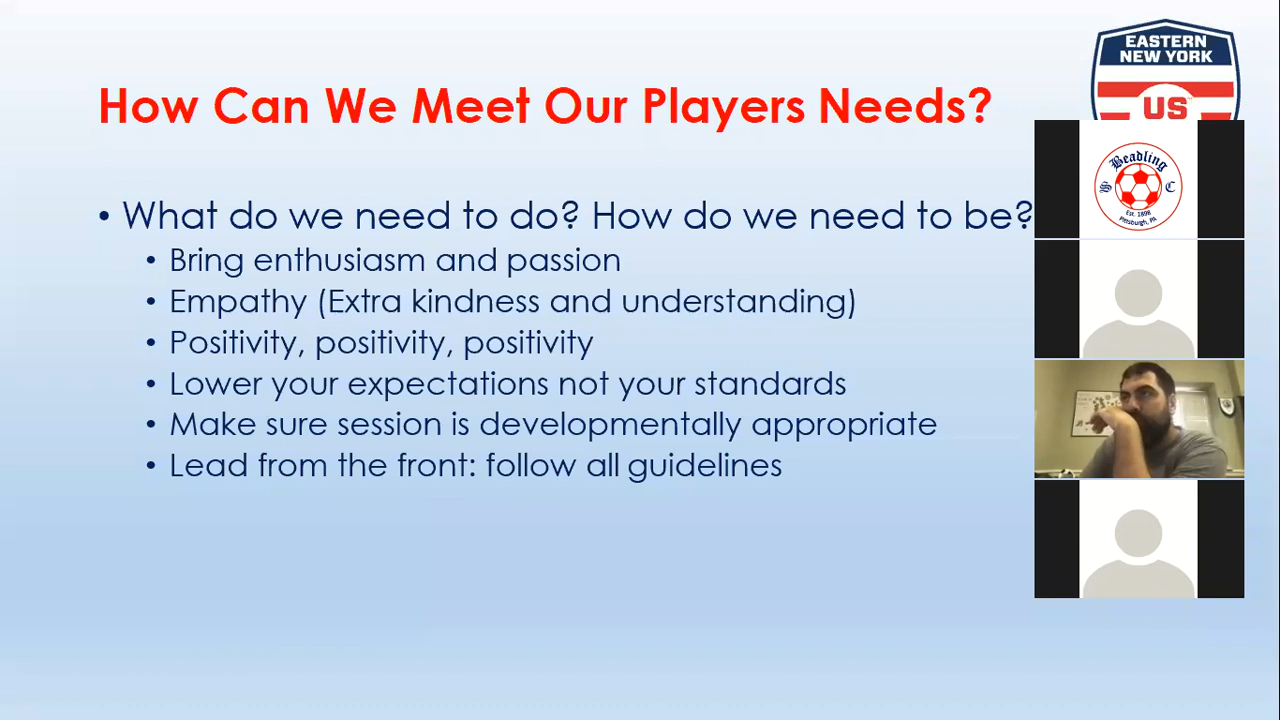 EASTERN
NEW YORK
US
How Can We Meet Our Players Needs?
Beadling
S C
Est. 1898
Pittsburgh, PA
• What do we need to do? How do we need to be?
• Bring enthusiasm and passion
• Empathy (Extra kindness and understanding)
• Positivity, positivity, positivity
• Lower your expectations not your standards
• Make sure session is developmentally appropriate
• Lead from the front: follow all guidelines